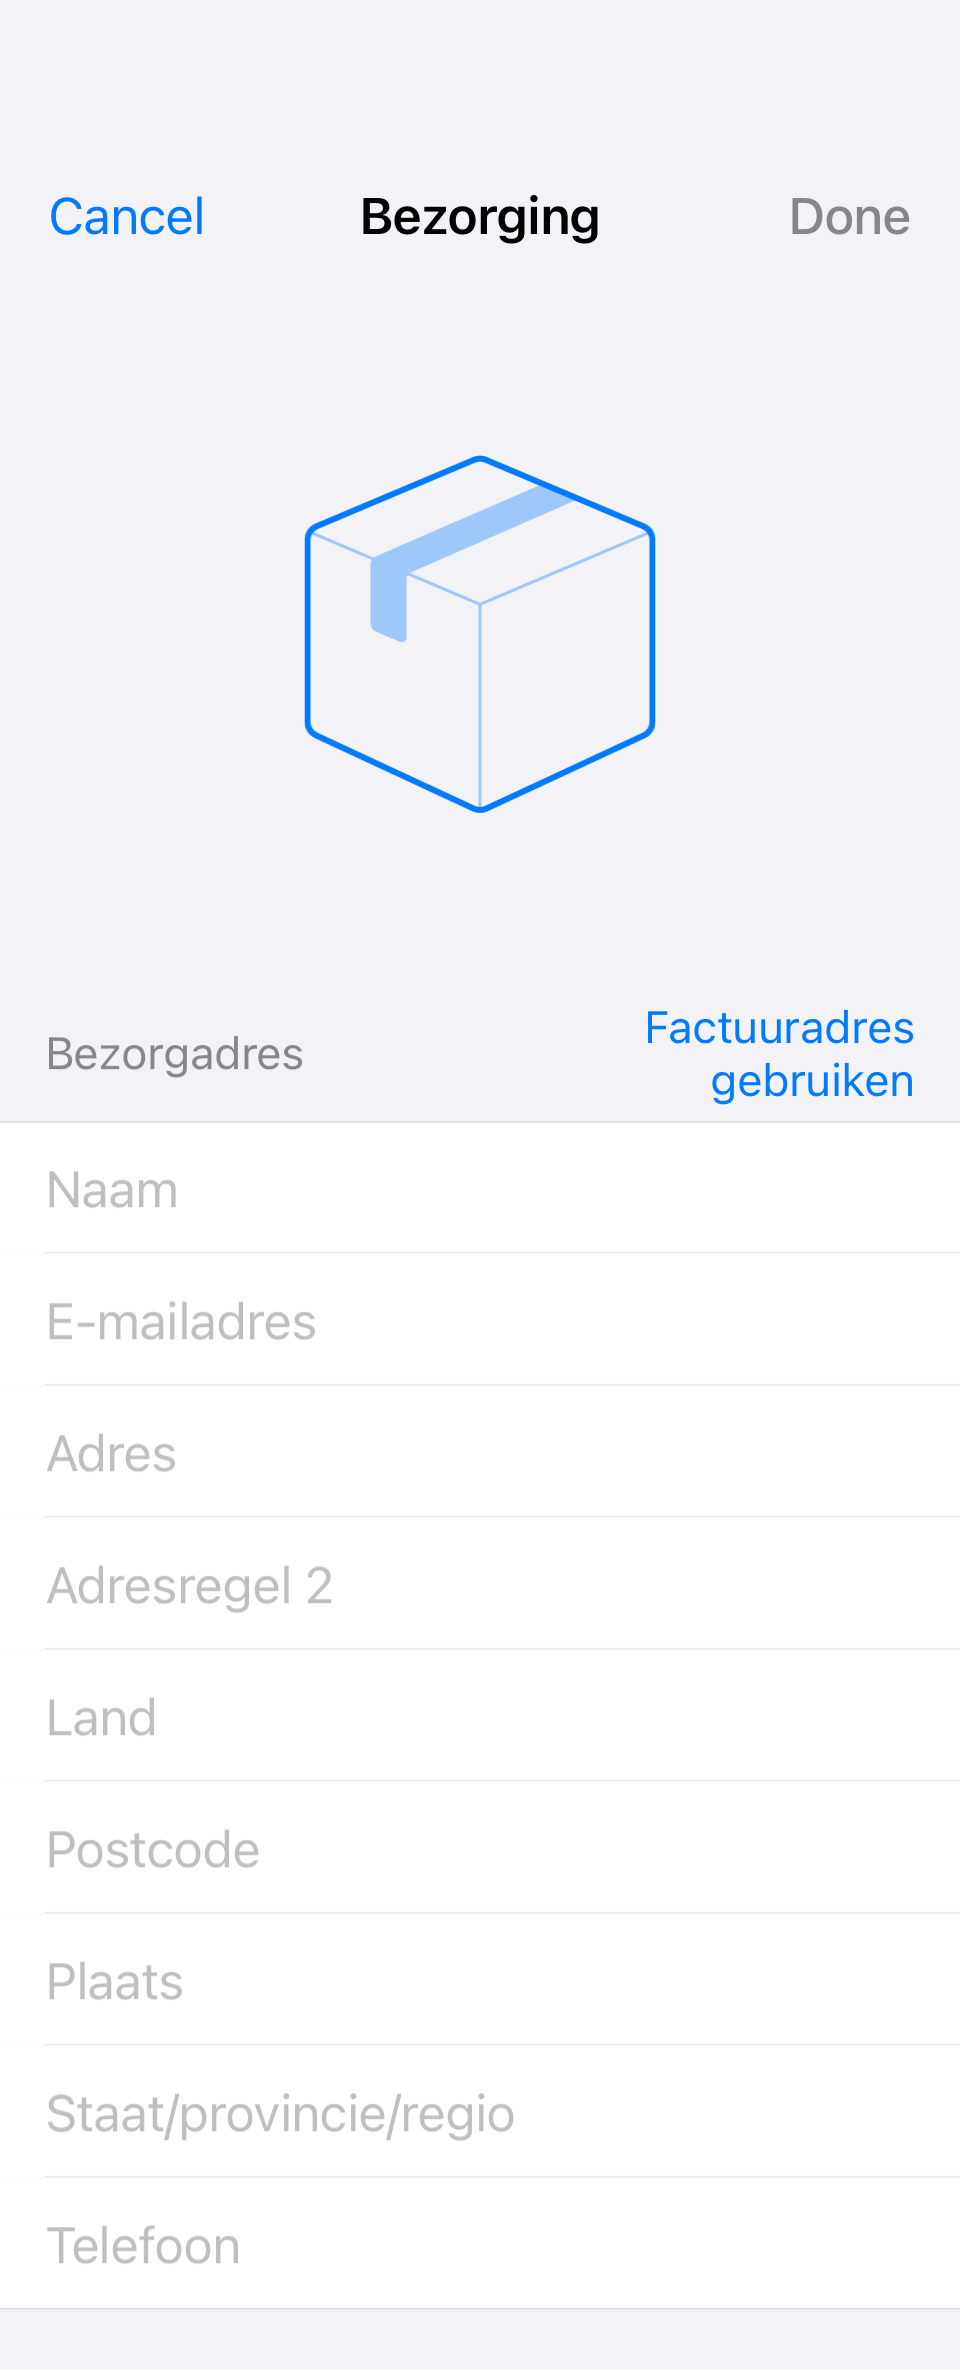 Cancel Bezorging Done
Bezorgadres
Factuuradres
gebruiken
Naam
E-mailadres
Adres
Adresregel 2
Land
Postcode
Plaats
Staat/provincie/regio
Telefoon